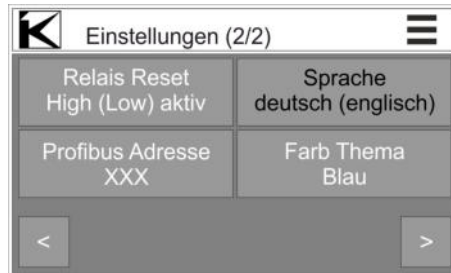 K Einstellungen (2/2)
Relais Reset
High (Low) aktiv
Sprache
deutsch (englisch)
Profibus Adresse
XXX
Farb Thema
Blau
<
>